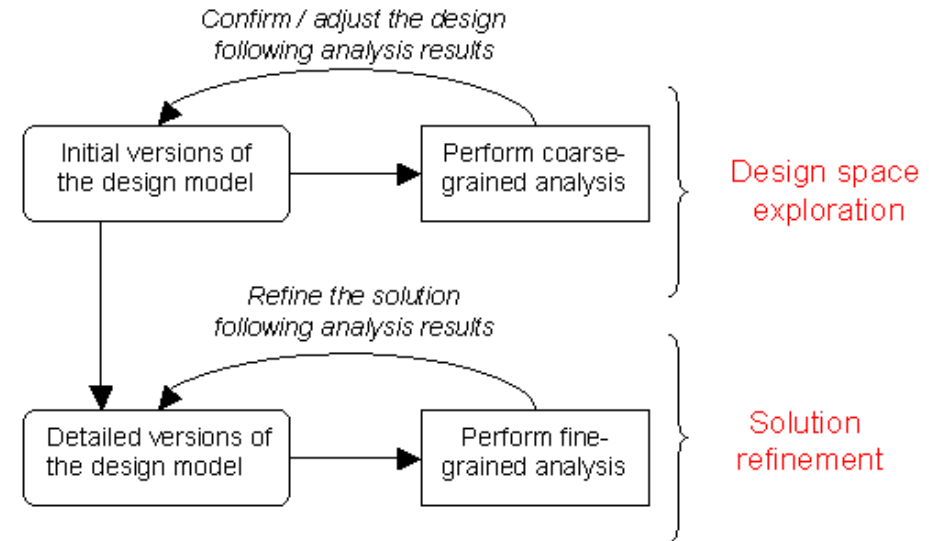 Confirm / adjust the design
following analysis results
Initial versions of
the design model
Perform coarse-
grained analysis
Design space
exploration
Refine the solution
following analysis results
Detailed versions of
the design model
Perform fine-
grained analysis
Solution
refinement